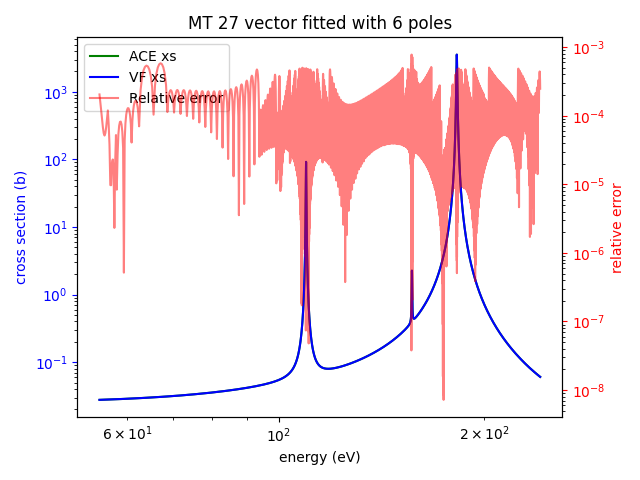 MT 27 vector fitted with 6 poles
ACE xs
VF xs
Relative error
cross section (b)
10³
10²
10¹
10⁰
10⁻¹
10⁻³
10⁻⁴
10⁻⁵
10⁻⁶
10⁻⁷
10⁻⁸
relative error
6 × 10¹
10²
2 × 10²
energy (eV)